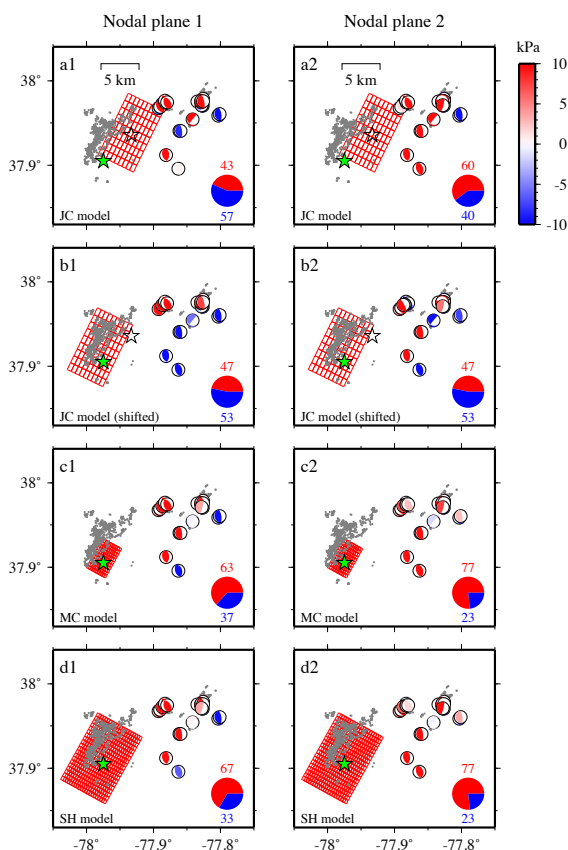 Nodal plane 1 Nodal plane 2
kPa
a1 a2
5 km 5 km
38°
37.9°
43 60
57 40
JC model JC model
10
5
0
-5
-10
b1 b2
38°
37.9°
47 47
53 53
JC model (shifted) JC model (shifted)
c1 c2
38°
37.9°
63 77
37 23
MC model MC model
d1 d2
38°
37.9°
67 77
33 23
SH model SH model
-78° -77.9° -77.8° -78° -77.9° -77.8°